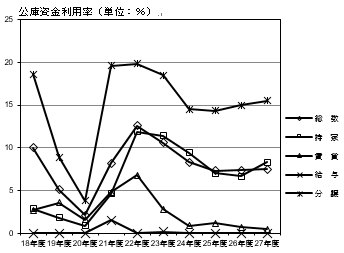 公庫資金利用率(単位:%)
25
20
15
10
5
0
18年度 19年度 20年度 21年度 22年度 23年度 24年度 25年度 26年度 27年度
総 数
持 家
賃 貸
給 与
分 譲